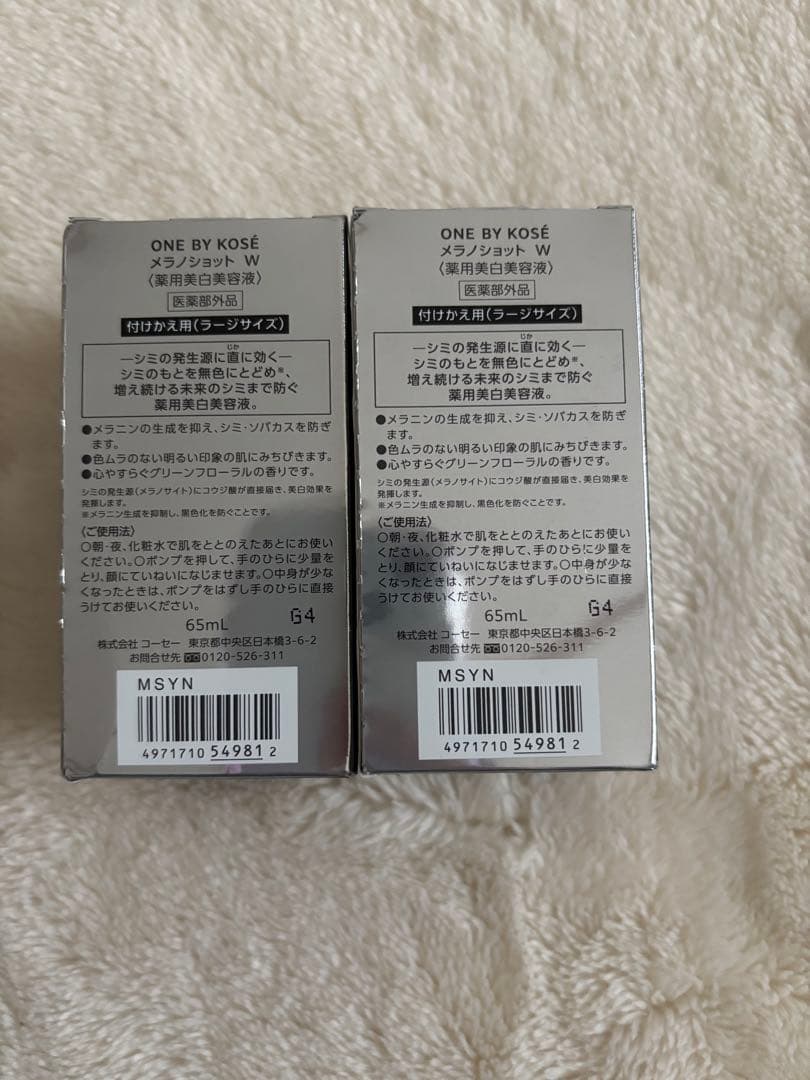 ONE BY KOSÉ
メラノショット W
〈薬用美白美容液〉
医薬部外品
付けかえ用(ラージサイズ)
じか
―シミの発生源に直に効く―
シミのもとを無色にとどめ※、
増え続ける未来のシミまで防ぐ
薬用美白美容液。
●メラニンの生成を抑え、シミ・ソバカスを防ぎ
ます。
●色ムラのない明るい印象の肌にみちびきます。
●心やすらぐグリーンフローラルの香りです。
シミの発生源(メラノサイト)にコウジ酸が直接届き、美白効果を
発揮します。
※メラニン生成を抑制し、黒色化を防ぐことです。
〈ご使用法〉
○朝・夜、化粧水で肌をととのえたあとにお使い
ください。○ポンプを押して、手のひらに少量を
とり、顔にていねいになじませます。○中身が少な
くなったときは、ポンプをはずし手のひらに直接
うけてお使いください。
65mL
G4
株式会社 コーセー 東京都中央区日本橋3-6-2
お問合せ先 0120-526-311
MSYN
4971710 54981 2
ONE BY KOSÉ
メラノショット W
〈薬用美白美容液〉
医薬部外品
付けかえ用(ラージサイズ)
じか
―シミの発生源に直に効く―
シミのもとを無色にとどめ※、
増え続ける未来のシミまで防ぐ
薬用美白美容液。
●メラニンの生成を抑え、シミ・ソバカスを防ぎ
ます。
●色ムラのない明るい印象の肌にみちびきます。
●心やすらぐグリーンフローラルの香りです。
シミの発生源(メラノサイト)にコウジ酸が直接届き、美白効果を
発揮します。
※メラニン生成を抑制し、黒色化を防ぐことです。
〈ご使用法〉
○朝・夜、化粧水で肌をととのえたあとにお使い
ください。○ポンプを押して、手のひらに少量を
とり、顔にていねいになじませます。○中身が少
なくなったときは、ポンプをはずし手のひらに直接
うけてお使いください。
65mL
G4
株式会社 コーセー 東京都中央区日本橋3-6-2
お問合せ先 0120-526-311
MSYN
4971710 54981 2